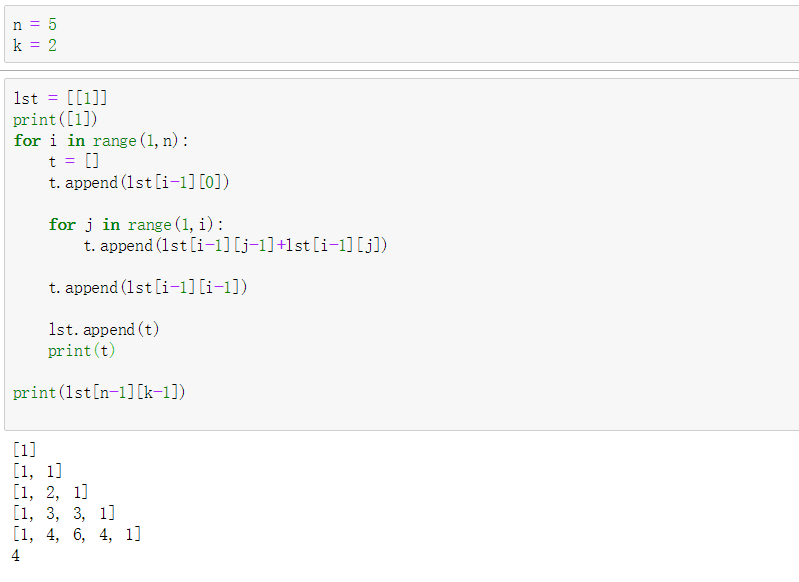 n = 5
k = 2
lst = [[1]]
print([1])
for i in range(1,n):
    t = []
    t.append(lst[i-1][0])
    for j in range(1,i):
        t.append(lst[i-1][j-1]+lst[i-1][j])
    t.append(lst[i-1][i-1])
    lst.append(t)
    print(t)
print(lst[n-1][k-1])
[1]
[1, 1]
[1, 2, 1]
[1, 3, 3, 1]
[1, 4, 6, 4, 1]
4